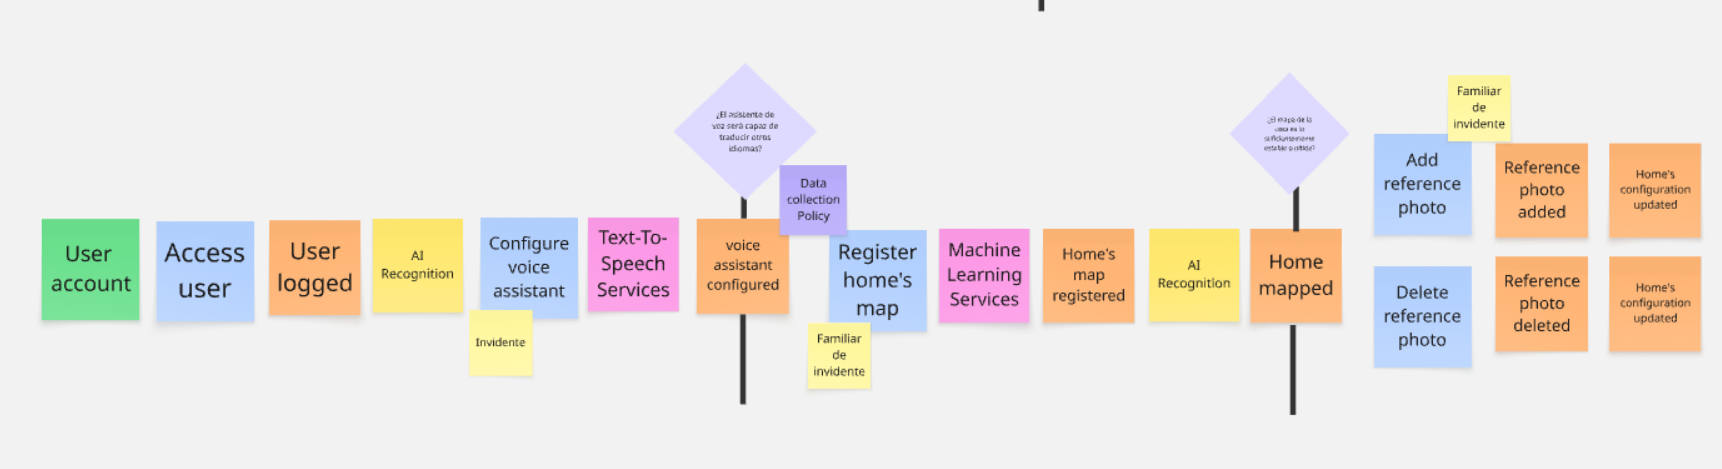 ¿El asistente de
voz será capaz de
traducir otros
idiomas?
Data
collection
Policy
¿El mapa de la
casa es lo
suficientemente
estable o sólido?
Familiar
de
invidente
User
account
Access
user
User
logged
AI
Recognition
Configure
voice
assistant
Invidente
Text-To-
Speech
Services
voice
assistant
configured
Register
home's
map
Familiar
de
invidente
Machine
Learning
Services
Home's
map
registered
AI
Recognition
Home
mapped
Add
reference
photo
Reference
photo
added
Home's
configuration
updated
Delete
reference
photo
Reference
photo
deleted
Home's
configuration
updated